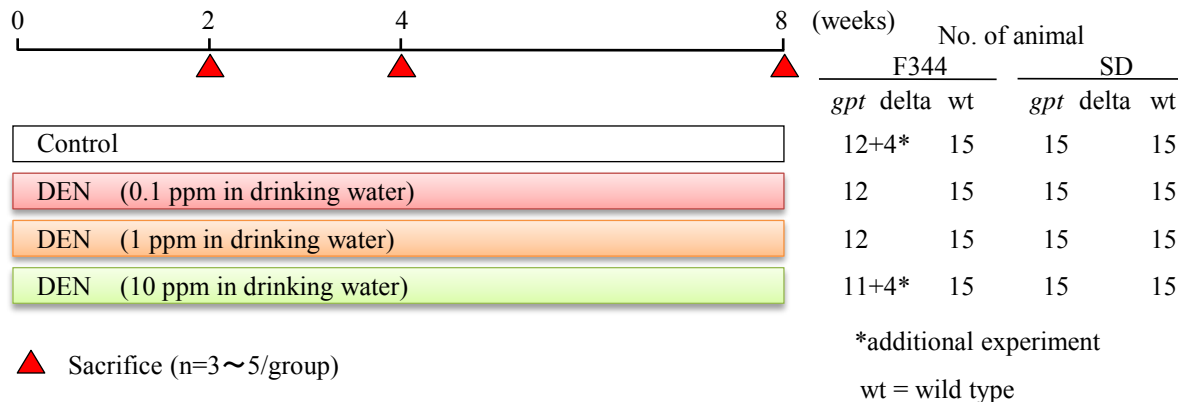 0 2 4 8 (weeks)
No. of animal
F344 SD
gpt delta wt gpt delta wt
Control 12+4* 15 15 15
DEN (0.1 ppm in drinking water) 12 15 15 15
DEN (1 ppm in drinking water) 12 15 15 15
DEN (10 ppm in drinking water) 11+4* 15 15 15
*additional experiment
Sacrifice (n=3〜5/group)
wt = wild type